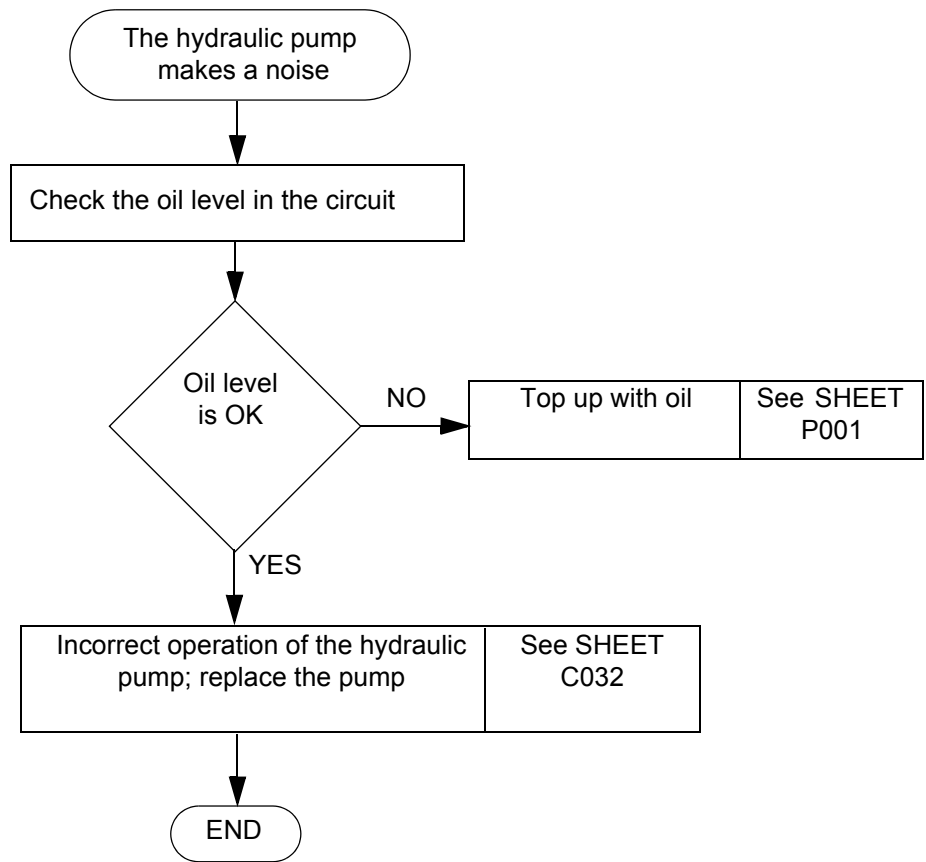 The hydraulic pump
makes a noise
Check the oil level in the circuit
Oil level
is OK
NO
Top up with oil
See SHEET
P001
YES
Incorrect operation of the hydraulic
pump; replace the pump
See SHEET
C032
END